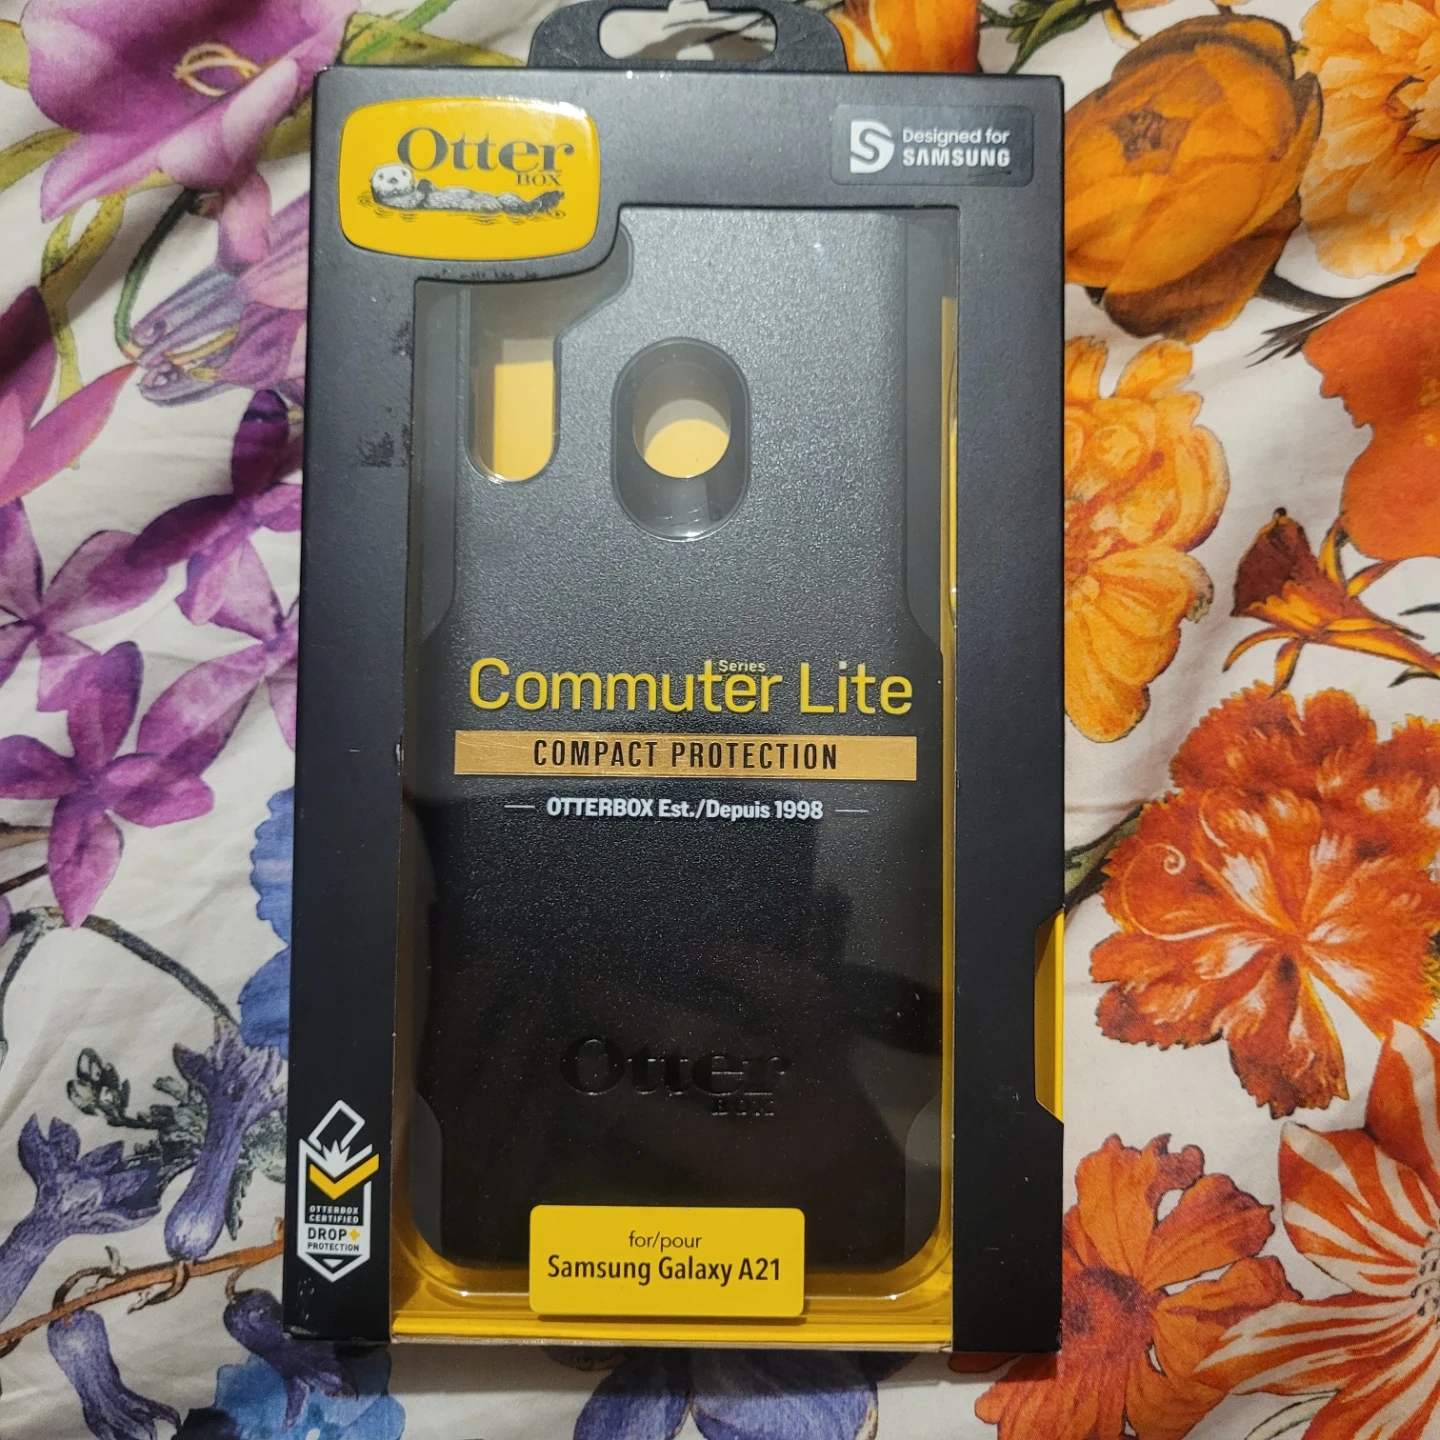 Otter
BOX
Designed for
SAMSUNG
Series
Commuter Lite
COMPACT PROTECTION
OTTERBOX Est./Depuis 1998
Otter
BOX
OTTERBOX
CERTIFIED
DROP+
PROTECTION
for/pour
Samsung Galaxy A21